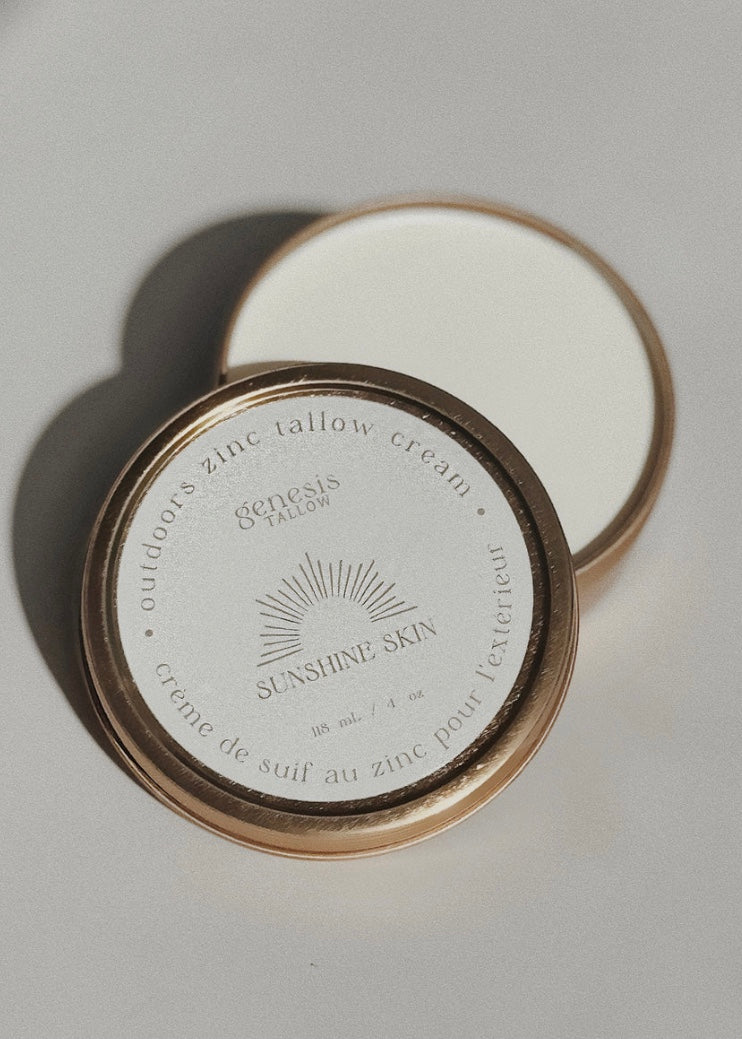 outdoors zinc tallow cream
genesis
TALLOW
SUNSHINE SKIN
118 mL / 4 oz
crème de suif au zinc pour l'exterieur